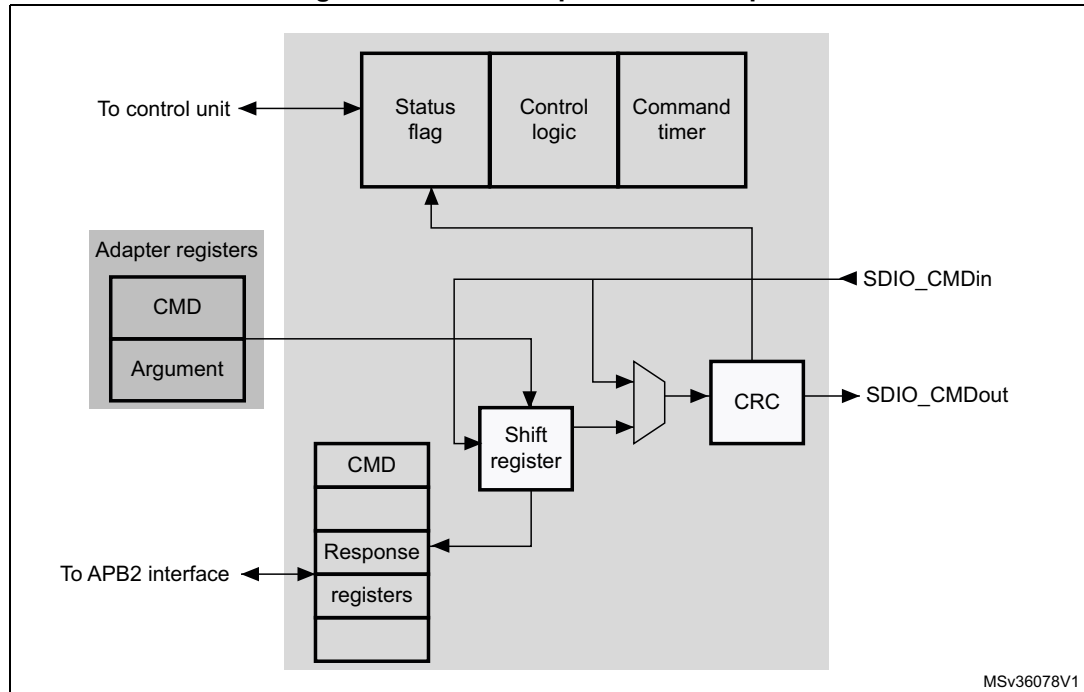 To control unit
Status
flag
Control
logic
Command
timer
Adapter registers
CMD
Argument
SDIO_CMDin
CRC
SDIO_CMDout
Shift
register
CMD
Response
registers
To APB2 interface
MSv36078V1